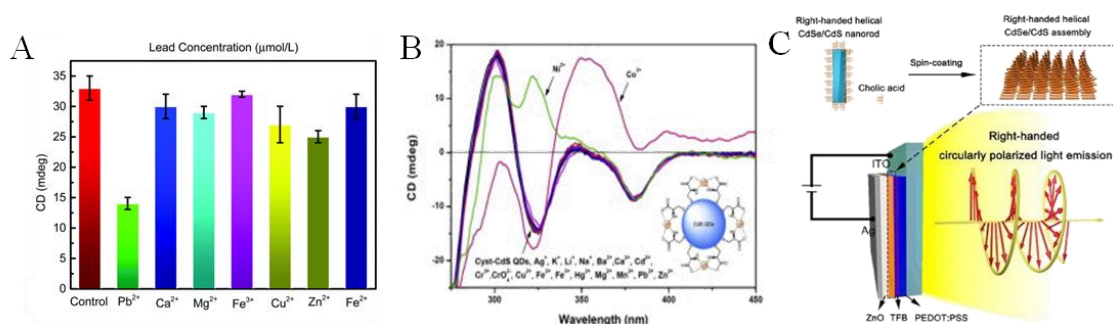 A
Lead Concentration (μmol/L)
CD (mdeg)
35
30
25
20
15
10
5
0
Control Pb²⁺ Ca²⁺ Mg²⁺ Fe³⁺ Cu²⁺ Zn²⁺ Fe²⁺
B
CD (mdeg)
20
10
0
-10
-20
Ni²⁺
Co²⁺
CdS QDs
Cyst-CdS QDs, Ag⁺, K⁺, Li⁺, Na⁺, Ba²⁺,Ca²⁺, Cd²⁺,
Cr³⁺,CrO₄²⁻, Cu²⁺, Fe²⁺, Fe³⁺, Hg²⁺, Mg²⁺, Mn²⁺, Pb²⁺, Zn²⁺
300 350 400 450
Wavelength (nm)
C
Right-handed helical
CdSe/CdS nanorod
Spin-coating
Cholic acid
Right-handed helical
CdSe/CdS assembly
Right-handed
circularly polarized light emission
ITO
Ag
ZnO TFB PEDOT:PSS